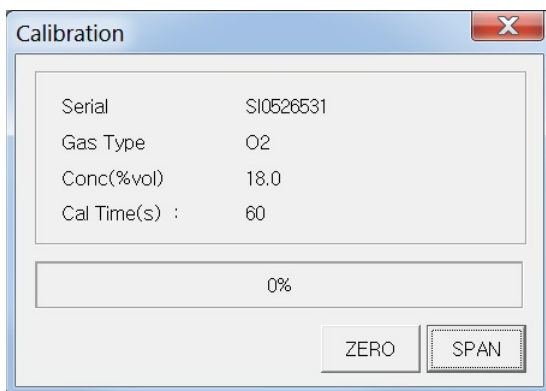 Calibration
Serial SI0526531
Gas Type O2
Conc(%vol) 18.0
Cal Time(s) : 60
0%
ZERO SPAN